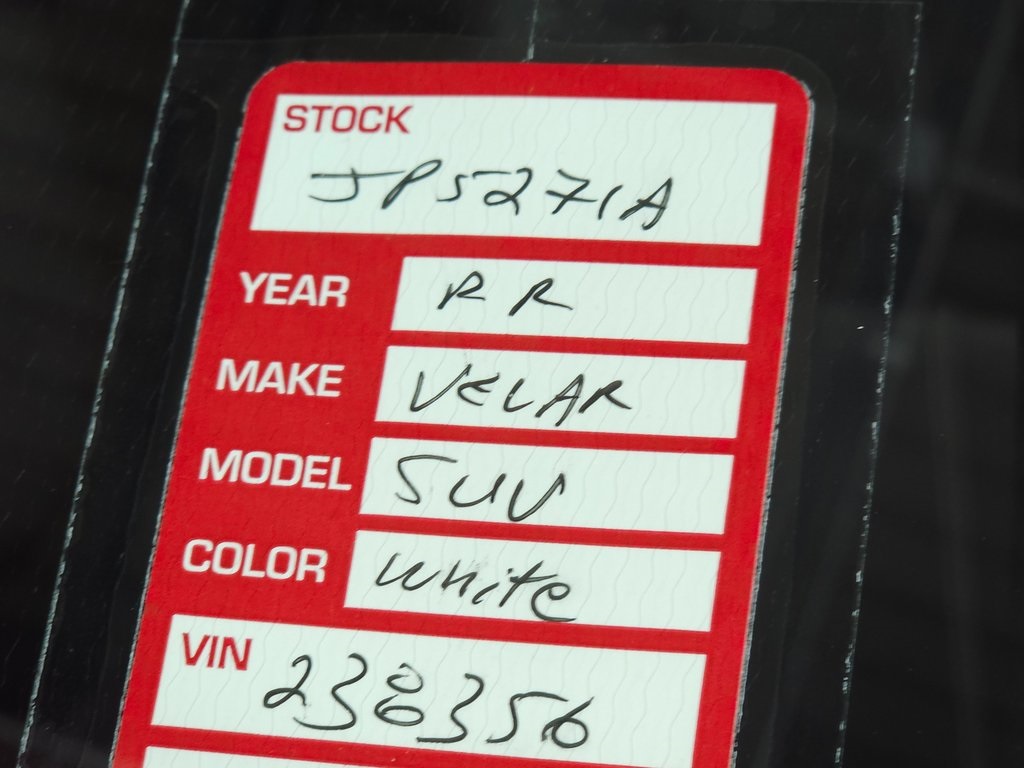 STOCK
JP5271A
YEAR RR
MAKE VELAR
MODEL SUV
COLOR White
VIN 238356